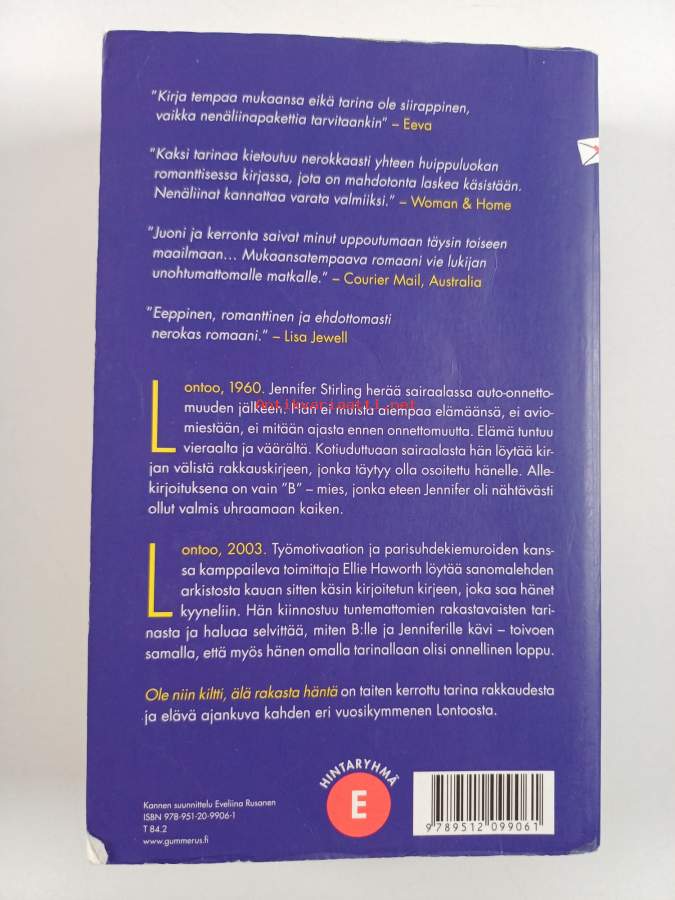 "Kirja tempaa mukaansa eikä tarina ole siirappinen,
vaikka nenäliinapakettia tarvitaankin" – Eeva
"Kaksi tarinaa kietoutuu nerokkaasti yhteen huippuluokan
romanttisessa kirjassa, jota on mahdotonta laskea käsistään.
Nenäliinat kannattaa varata valmiiksi." – Woman & Home
"Juoni ja kerronta saivat minut uppoutumaan täysin toiseen
maailmaan... Mukaansatempaava romaani vie lukijan
unohtumattomalle matkalle." – Courier Mail, Australia
"Eeppinen, romanttinen ja ehdottomasti
nerokas romaani." – Lisa Jewell
Lontoo, 1960. Jennifer Stirling herää sairaalassa auto-onnetto-
Antikvariaatti.net
muuden jälkeen. Hän ei muista aiempaa elämäänsä, ei avio-
miestään, ei mitään ajasta ennen onnettomuutta. Elämä tuntuu
vieraalta ja väärältä. Kotiuduttuaan sairaalasta hän löytää kir-
jan välistä rakkauskirjeen, jonka täytyy olla osoitettu hänelle. Alle-
kirjoituksena on vain "B" – mies, jonka eteen Jennifer oli nähtävästi
ollut valmis uhraamaan kaiken.
Lontoo, 2003. Työmotivaation ja parisuhdekiemuroiden kans-
sa kamppaileva toimittaja Ellie Haworth löytää sanomalehden
arkistosta kauan sitten käsin kirjoitetun kirjeen, joka saa hänet
kyyneliin. Hän kiinnostuu tuntemattomien rakastavaisten tari-
nasta ja haluaa selvittää, miten B:lle ja Jenniferille kävi – toivoen
samalla, että myös hänen omalla tarinallaan olisi onnellinen loppu.
Ole niin kiltti, älä rakasta häntä on taiten kerrottu tarina rakkaudesta
ja elävä ajankuva kahden eri vuosikymmenen Lontoosta.
HINTARYHMÄ
E
Kannen suunnittelu Eveliina Rusanen
ISBN 978-951-20-9906-1
T 84.2
www.gummerus.fi
9 789512 099061